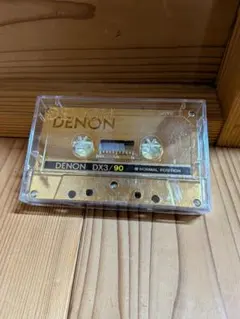 DENON
DENON DX3/90 NORMAL POSITION